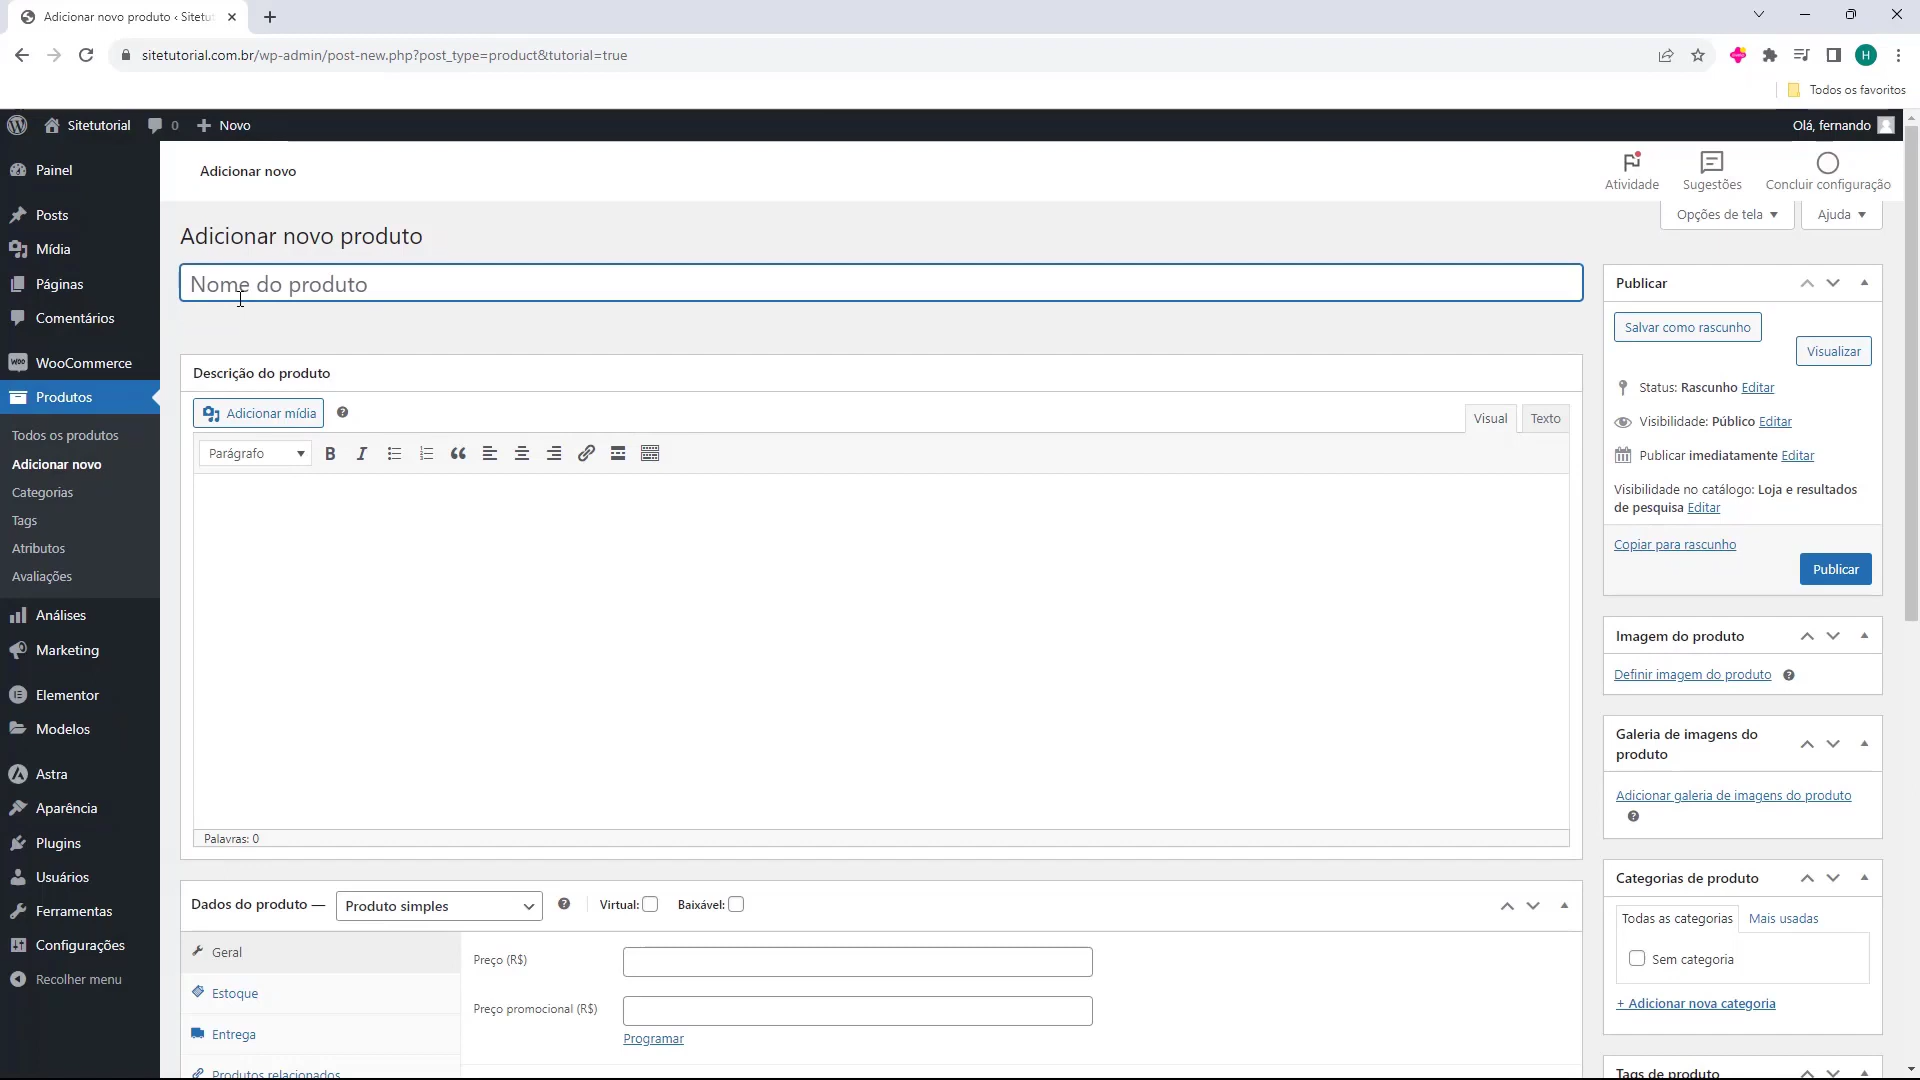 Adicionar novo produto ‹ Sitetu
sitetutorial.com.br/wp-admin/post-new.php?post_type=product&tutorial=true
H
Todos os favoritos
Sitetutorial
0
Novo
Olá, fernando
Painel
Posts
Mídia
Páginas
Comentários
WooCommerce
Produtos
Todos os produtos
Adicionar novo
Categorias
Tags
Atributos
Avaliações
Análises
Marketing
Elementor
Modelos
Astra
Aparência
Plugins
Usuários
Ferramentas
Configurações
Recolher menu
Adicionar novo
Atividade
Sugestões
Concluir configuração
Opções de tela
Ajuda
Adicionar novo produto
Nome do produto
Descrição do produto
Adicionar mídia
Visual
Texto
Parágrafo
B
I
Palavras: 0
Dados do produto —
Produto simples
Virtual:
Baixável:
Geral
Estoque
Entrega
Produtos relacionados
Preço (R$)
Preço promocional (R$)
Programar
Publicar
Salvar como rascunho
Visualizar
Status: Rascunho Editar
Visibilidade: Público Editar
Publicar imediatamente Editar
Visibilidade no catálogo: Loja e resultados
de pesquisa Editar
Copiar para rascunho
Publicar
Imagem do produto
Definir imagem do produto
Galeria de imagens do
produto
Adicionar galeria de imagens do produto
Categorias de produto
Todas as categorias
Mais usadas
Sem categoria
+ Adicionar nova categoria
Tags de produto